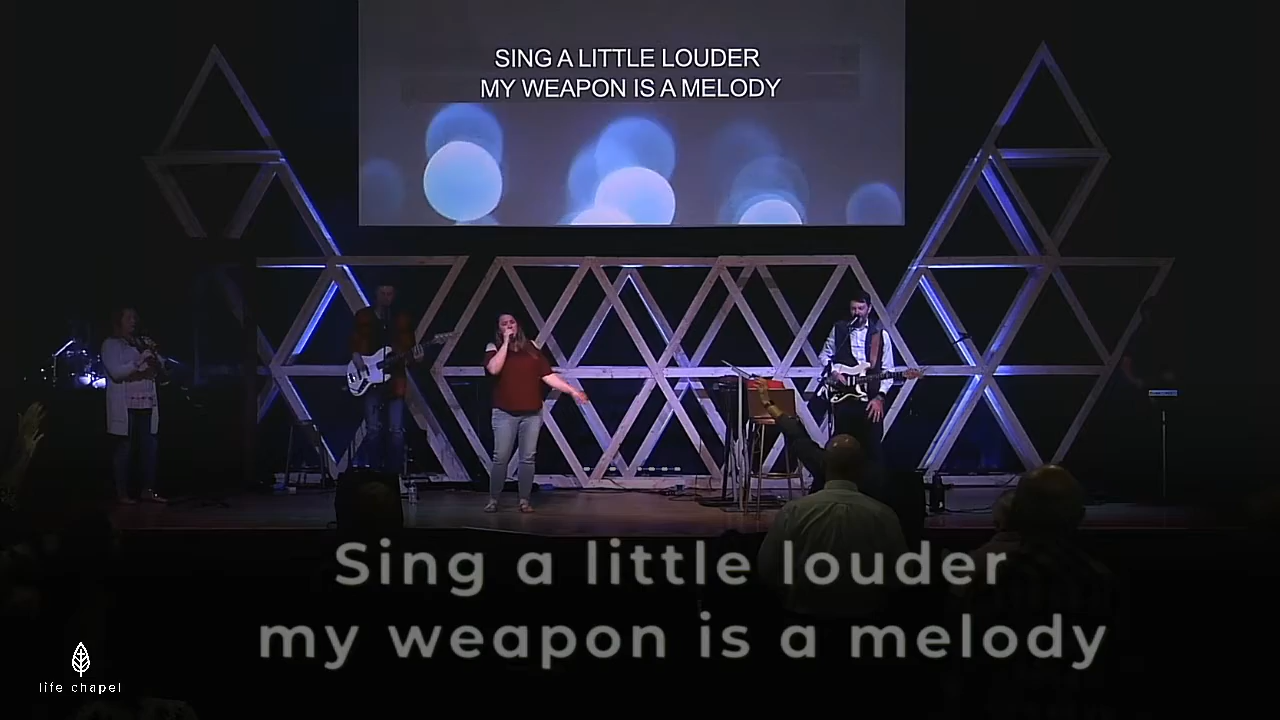 SING A LITTLE LOUDER
MY WEAPON IS A MELODY
Sing a little louder
my weapon is a melody
life chapel